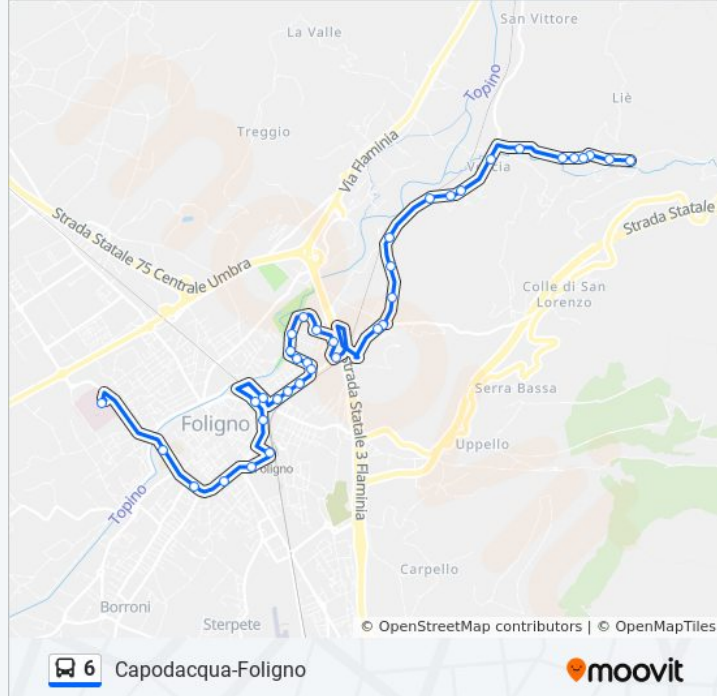 San Vittore
La Valle
Topino
Liè
Treggio
Via Flaminia
Strada Statale
Strada Statale 75 Centrale Umbra
Colle di San
Lorenzo
Serra Bassa
Strada Statale 3 Flaminia
Foligno
Uppello
Foligno
Topino
Carpello
Borroni
Sterpete
© OpenStreetMap contributors | © OpenMapTiles
6 Capodacqua-Foligno
moovit